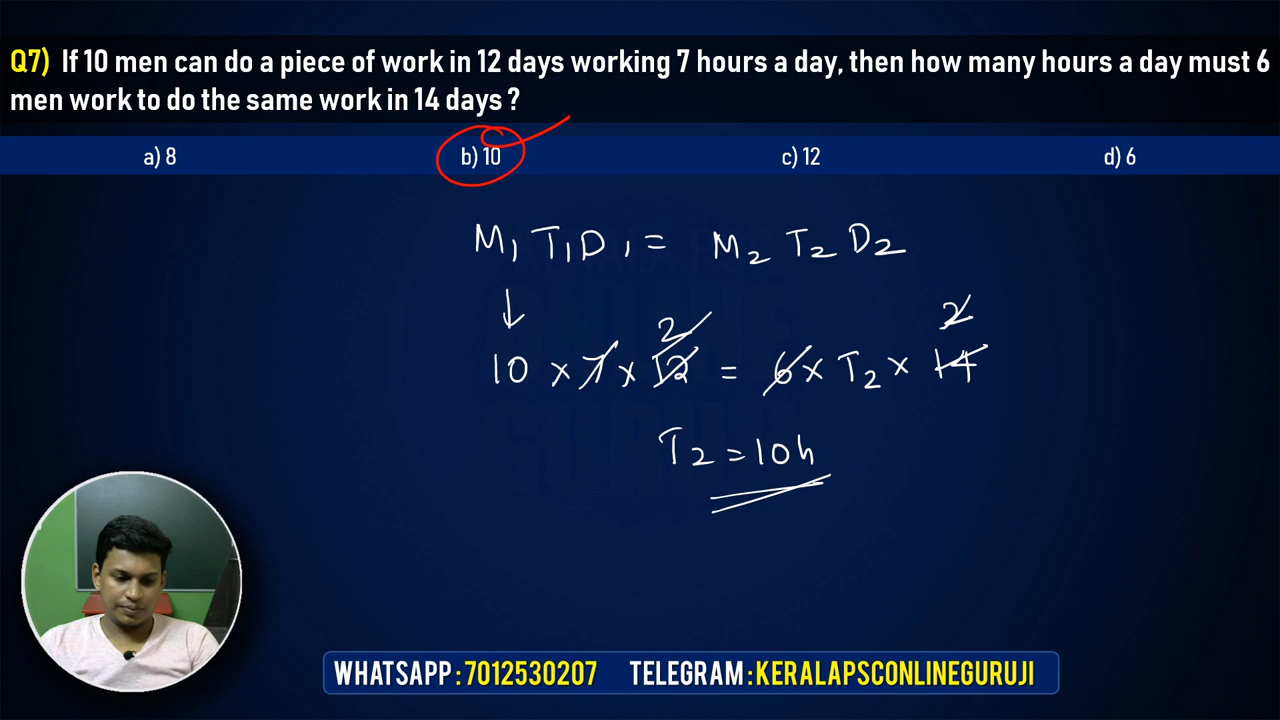 Q7) If 10 men can do a piece of work in 12 days working 7 hours a day, then how many hours a day must 6
men work to do the same work in 14 days ?
a) 8 b) 10 c) 12 d) 6
M₁ T₁ D₁ = M₂ T₂ D₂
↓ 2 2
10 × 7 × 12 = 6 × T₂ × 14
T₂ = 10h
ONLINE
GURUJI
WHATSAPP : 7012530207 TELEGRAM : KERALAPSCONLINEGURUJI